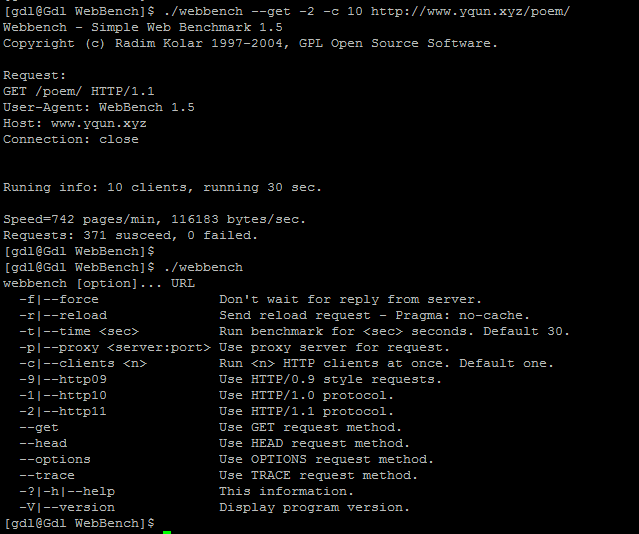 [gdl@Gdl WebBench]$ ./webbench --get -2 -c 10 http://www.yqun.xyz/poem/
Webbench - Simple Web Benchmark 1.5
Copyright (c) Radim Kolar 1997-2004, GPL Open Source Software.
Request:
GET /poem/ HTTP/1.1
User-Agent: WebBench 1.5
Host: www.yqun.xyz
Connection: close
Runing info: 10 clients, running 30 sec.
Speed=742 pages/min, 116183 bytes/sec.
Requests: 371 susceed, 0 failed.
[gdl@Gdl WebBench]$
[gdl@Gdl WebBench]$ ./webbench
webbench [option]... URL
  -f|--force               Don't wait for reply from server.
  -r|--reload              Send reload request - Pragma: no-cache.
  -t|--time <sec>          Run benchmark for <sec> seconds. Default 30.
  -p|--proxy <server:port> Use proxy server for request.
  -c|--clients <n>         Run <n> HTTP clients at once. Default one.
  -9|--http09              Use HTTP/0.9 style requests.
  -1|--http10              Use HTTP/1.0 protocol.
  -2|--http11              Use HTTP/1.1 protocol.
  --get                    Use GET request method.
  --head                   Use HEAD request method.
  --options                Use OPTIONS request method.
  --trace                  Use TRACE request method.
  -?|-h|--help             This information.
  -V|--version             Display program version.
[gdl@Gdl WebBench]$